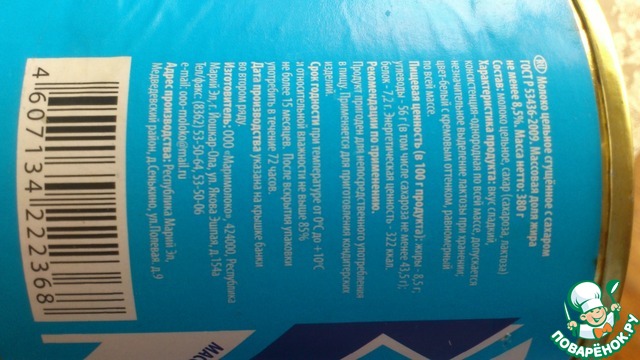 RU Молоко цельное сгущённое с сахаром
ГОСТ Р 53436-2009. Массовая доля жира
не менее 8,5%. Масса нетто: 380 г
Состав: молоко цельное, сахар (сахароза, лактоза)
Характеристика продукта: вкус сладкий,
консистенция-однородная по всей массе, допускается
незначительное выделение лактозы при хранении,
цвет-белый с кремовым оттенком, равномерный
по всей массе.
Пищевая ценность (в 100 г продукта): жиры - 8,5 г;
углеводы - 56 г (в том числе сахароза не менее 43,5 г);
белок - 7,2 г. Энергетическая ценность - 322 ккал.
Рекомендации по применению.
Продукт пригоден для непосредственного употребления
в пищу. Применяется для приготовления кондитерских
изделий.
Срок годности при температуре от 0°С до +10°С
и относительной влажности не выше 85%
не более 15 месяцев. После вскрытия упаковки
употребить в течение 72 часов.
Дата производства указана на крышке банки
во втором ряду.
Изготовитель: ООО «Маримолоко», 424000, Республика
Марий Эл, г. Йошкар-Ола, ул. Якова Эшпая, д.154а
Тел/факс: (8362) 53-50-64, 53-50-06
e-mail: ooo-moloko@mail.ru
Адрес производства: Республика Марий Эл,
Медведевский район, д.Сенькино, ул.Полевая, д.9
4 607134 222368
МАС
ПОВАРЁНОК.РУ